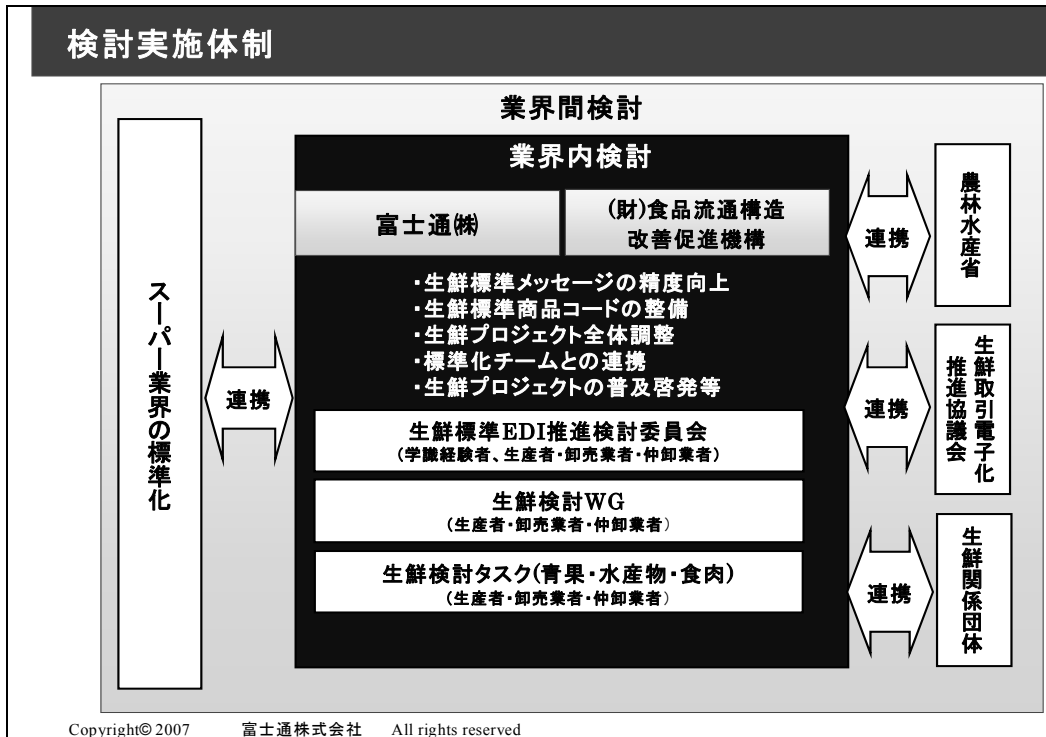 検討実施体制
業界間検討
スーパー業界の標準化
連携
業界内検討
富士通㈱
(財)食品流通構造
改善促進機構
・生鮮標準メッセージの精度向上
・生鮮標準商品コードの整備
・生鮮プロジェクト全体調整
・標準化チームとの連携
・生鮮プロジェクトの普及啓発等
生鮮標準EDI推進検討委員会
(学識経験者、生産者・卸売業者・仲卸業者)
生鮮検討WG
(生産者・卸売業者・仲卸業者)
生鮮検討タスク(青果・水産物・食肉)
(生産者・卸売業者・仲卸業者)
連携
農林水産省
連携
生鮮取引電子化
推進協議会
連携
生鮮関係団体
Copyright© 2007 富士通株式会社 All rights reserved